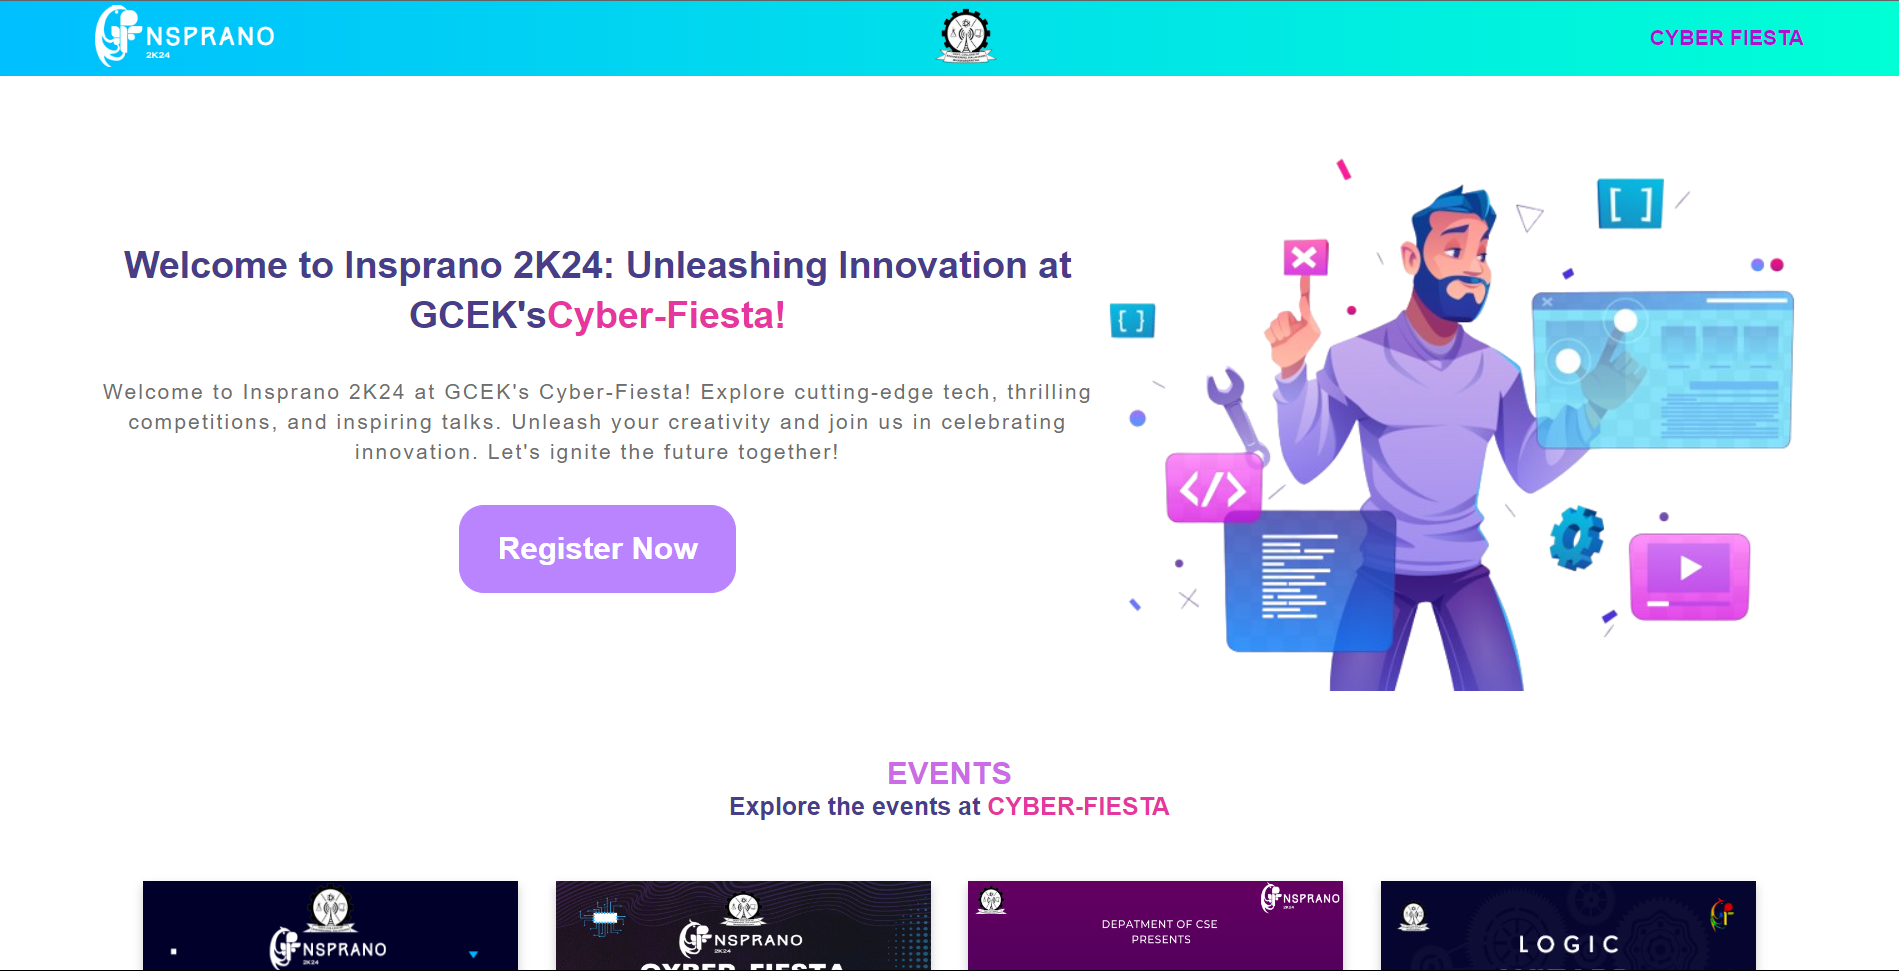 NSPRANO
2K24
CYBER FIESTA
Welcome to Insprano 2K24: Unleashing Innovation at
GCEK'sCyber-Fiesta!
Welcome to Insprano 2K24 at GCEK's Cyber-Fiesta! Explore cutting-edge tech, thrilling
competitions, and inspiring talks. Unleash your creativity and join us in celebrating
innovation. Let's ignite the future together!
Register Now
[ ]
{ }
</>
EVENTS
Explore the events at CYBER-FIESTA
NSPRANO
2K24
NSPRANO
2K24
CYBER-FIESTA
NSPRANO
2K24
DEPATMENT OF CSE
PRESENTS
LOGIC